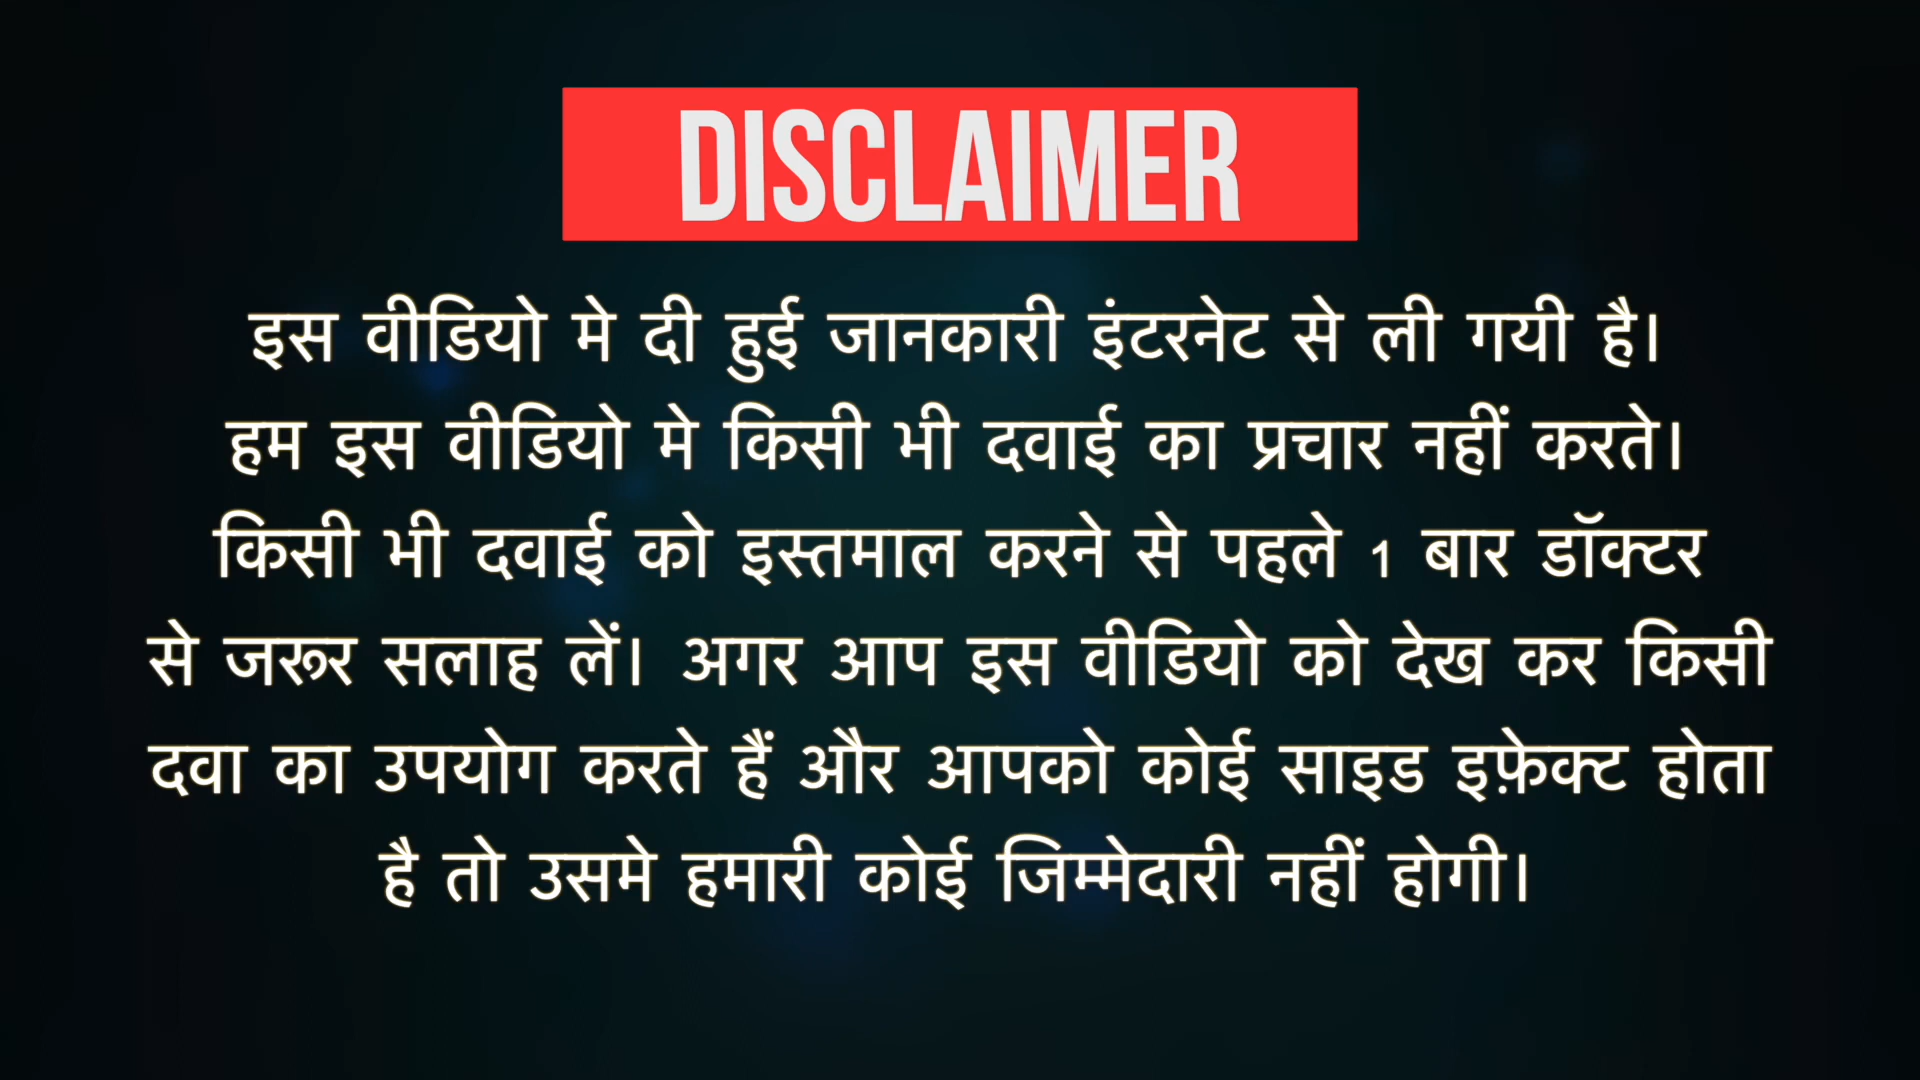 DISCLAIMER
इस वीडियो मे दी हुई जानकारी इंटरनेट से ली गयी है।
हम इस वीडियो मे किसी भी दवाई का प्रचार नहीं करते।
किसी भी दवाई को इस्तमाल करने से पहले 1 बार डॉक्टर
से जरूर सलाह लें। अगर आप इस वीडियो को देख कर किसी
दवा का उपयोग करते हैं और आपको कोई साइड इफ़ेक्ट होता
है तो उसमे हमारी कोई जिम्मेदारी नहीं होगी।